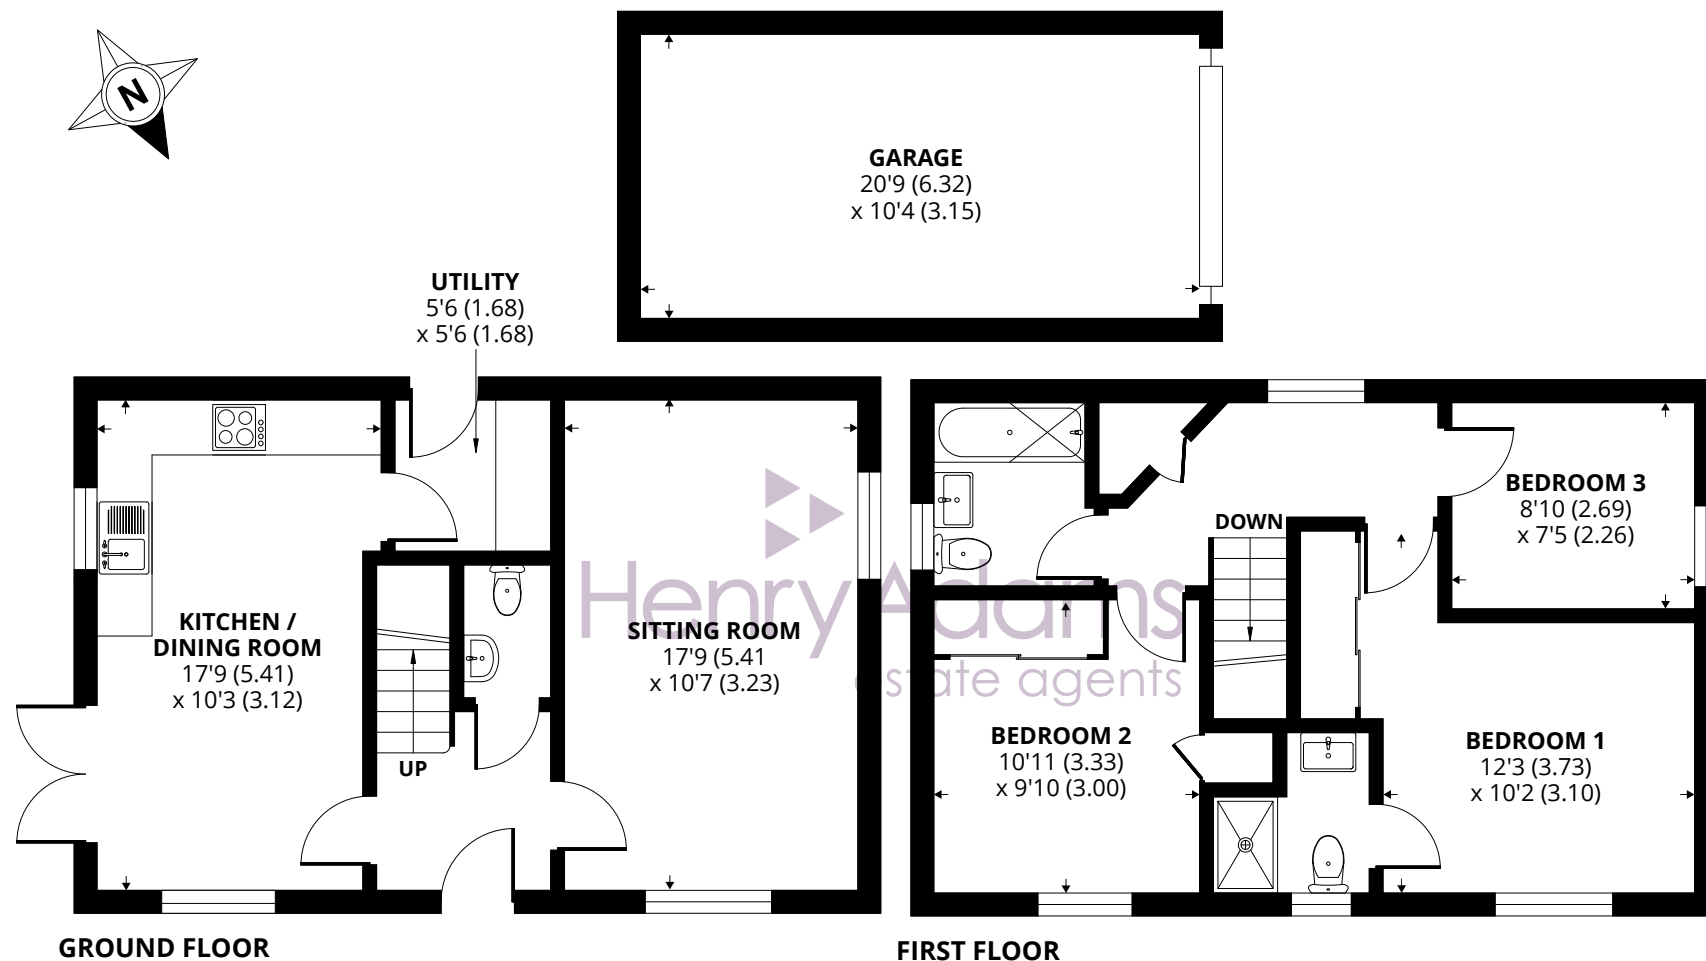 N
GARAGE
20'9 (6.32)
x 10'4 (3.15)
UTILITY
5'6 (1.68)
x 5'6 (1.68)
KITCHEN /
DINING ROOM
17'9 (5.41)
x 10'3 (3.12)
UP
SITTING ROOM
17'9 (5.41
x 10'7 (3.23)
Henry Adams
estate agents
DOWN
BEDROOM 3
8'10 (2.69)
x 7'5 (2.26)
BEDROOM 2
10'11 (3.33)
x 9'10 (3.00)
BEDROOM 1
12'3 (3.73)
x 10'2 (3.10)
GROUND FLOOR
FIRST FLOOR